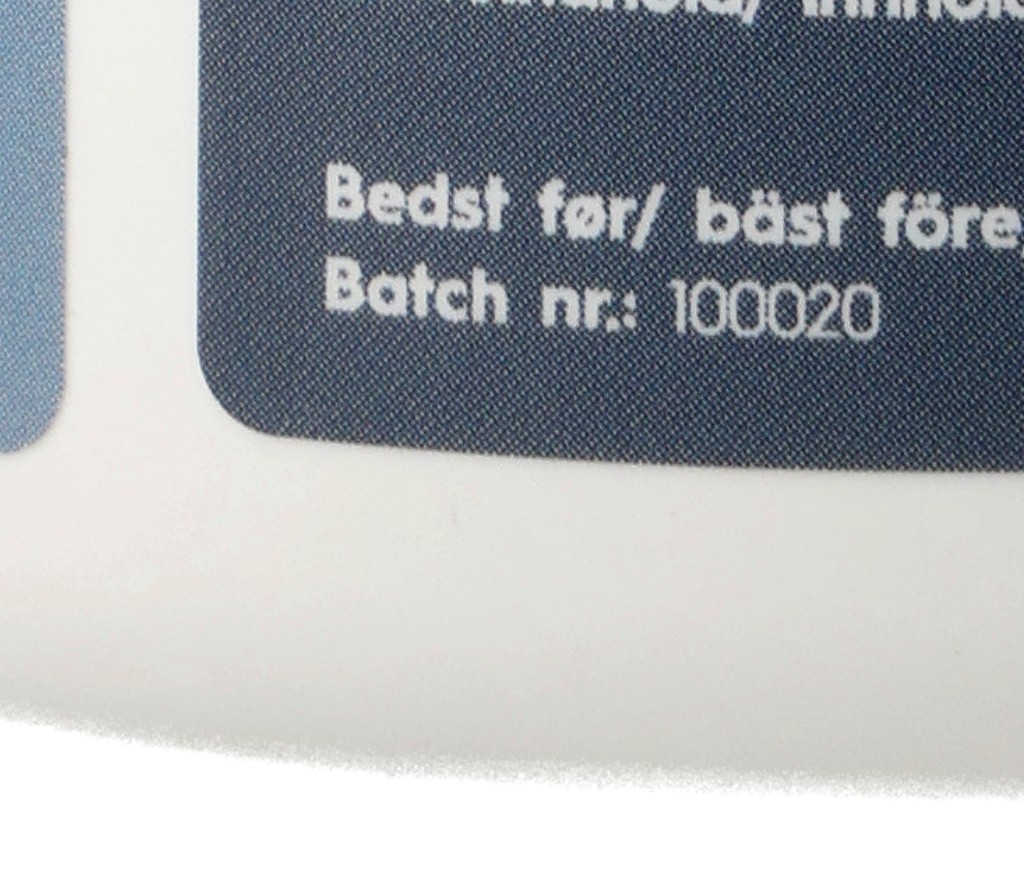 Bedst før/ bäst före
Batch nr.: 100020